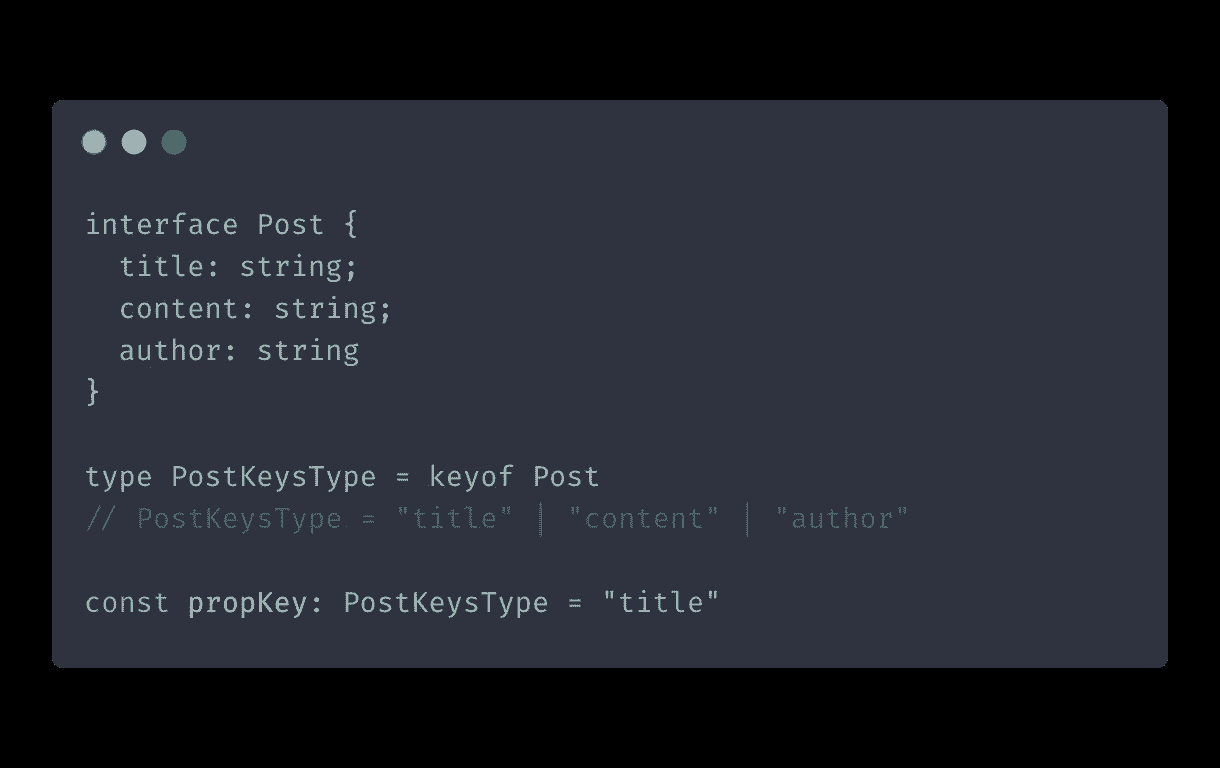 interface Post {
  title: string;
  content: string;
  author: string
}

type PostKeysType = keyof Post
// PostKeysType = "title" | "content" | "author"

const propKey: PostKeysType = "title"